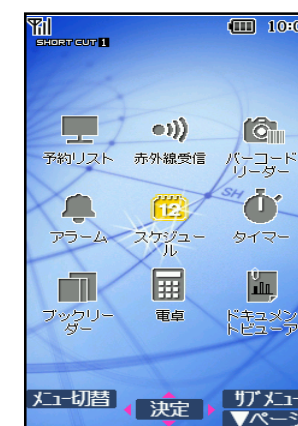 SHORT CUT 1
10:0
予約リスト 赤外線受信 バーコード
リーダー
アラーム スケジュー
ル タイマー
12
SH
ブックリー
ダー 電卓 ドキュメン
トビューア
メニュー切替 決定 サブメニュー
▼ページ